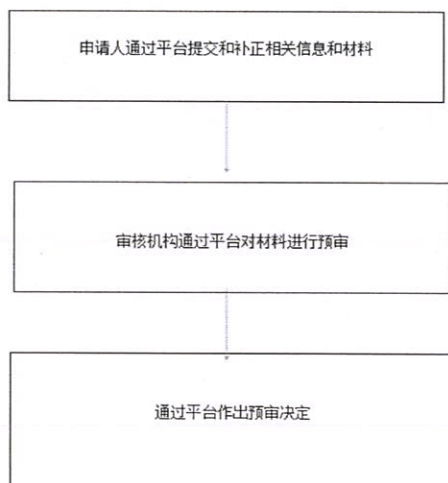 申请人通过平台提交和补正相关信息和材料
审核机构通过平台对材料进行预审
通过平台作出预审决定